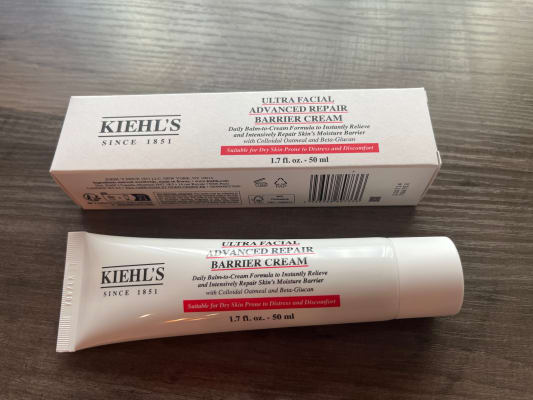 KIEHL'S
SINCE 1851
ULTRA FACIAL
ADVANCED REPAIR
BARRIER CREAM
Daily Balm-to-Cream Formula to Instantly Relieve
and Intensively Repair Skin's Moisture Barrier
with Colloidal Oatmeal and Beta-Glucan
Suitable for Dry Skin Prone to Distress and Discomfort
1.7 fl. oz. - 50 ml
KIEHL'S
SINCE 1851
ULTRA FACIAL
ADVANCED REPAIR
BARRIER CREAM
Daily Balm-to-Cream Formula to Instantly Relieve
and Intensively Repair Skin's Moisture Barrier
with Colloidal Oatmeal and Beta-Glucan
Suitable for Dry Skin Prone to Distress and Discomfort
1.7 fl. oz. - 50 ml